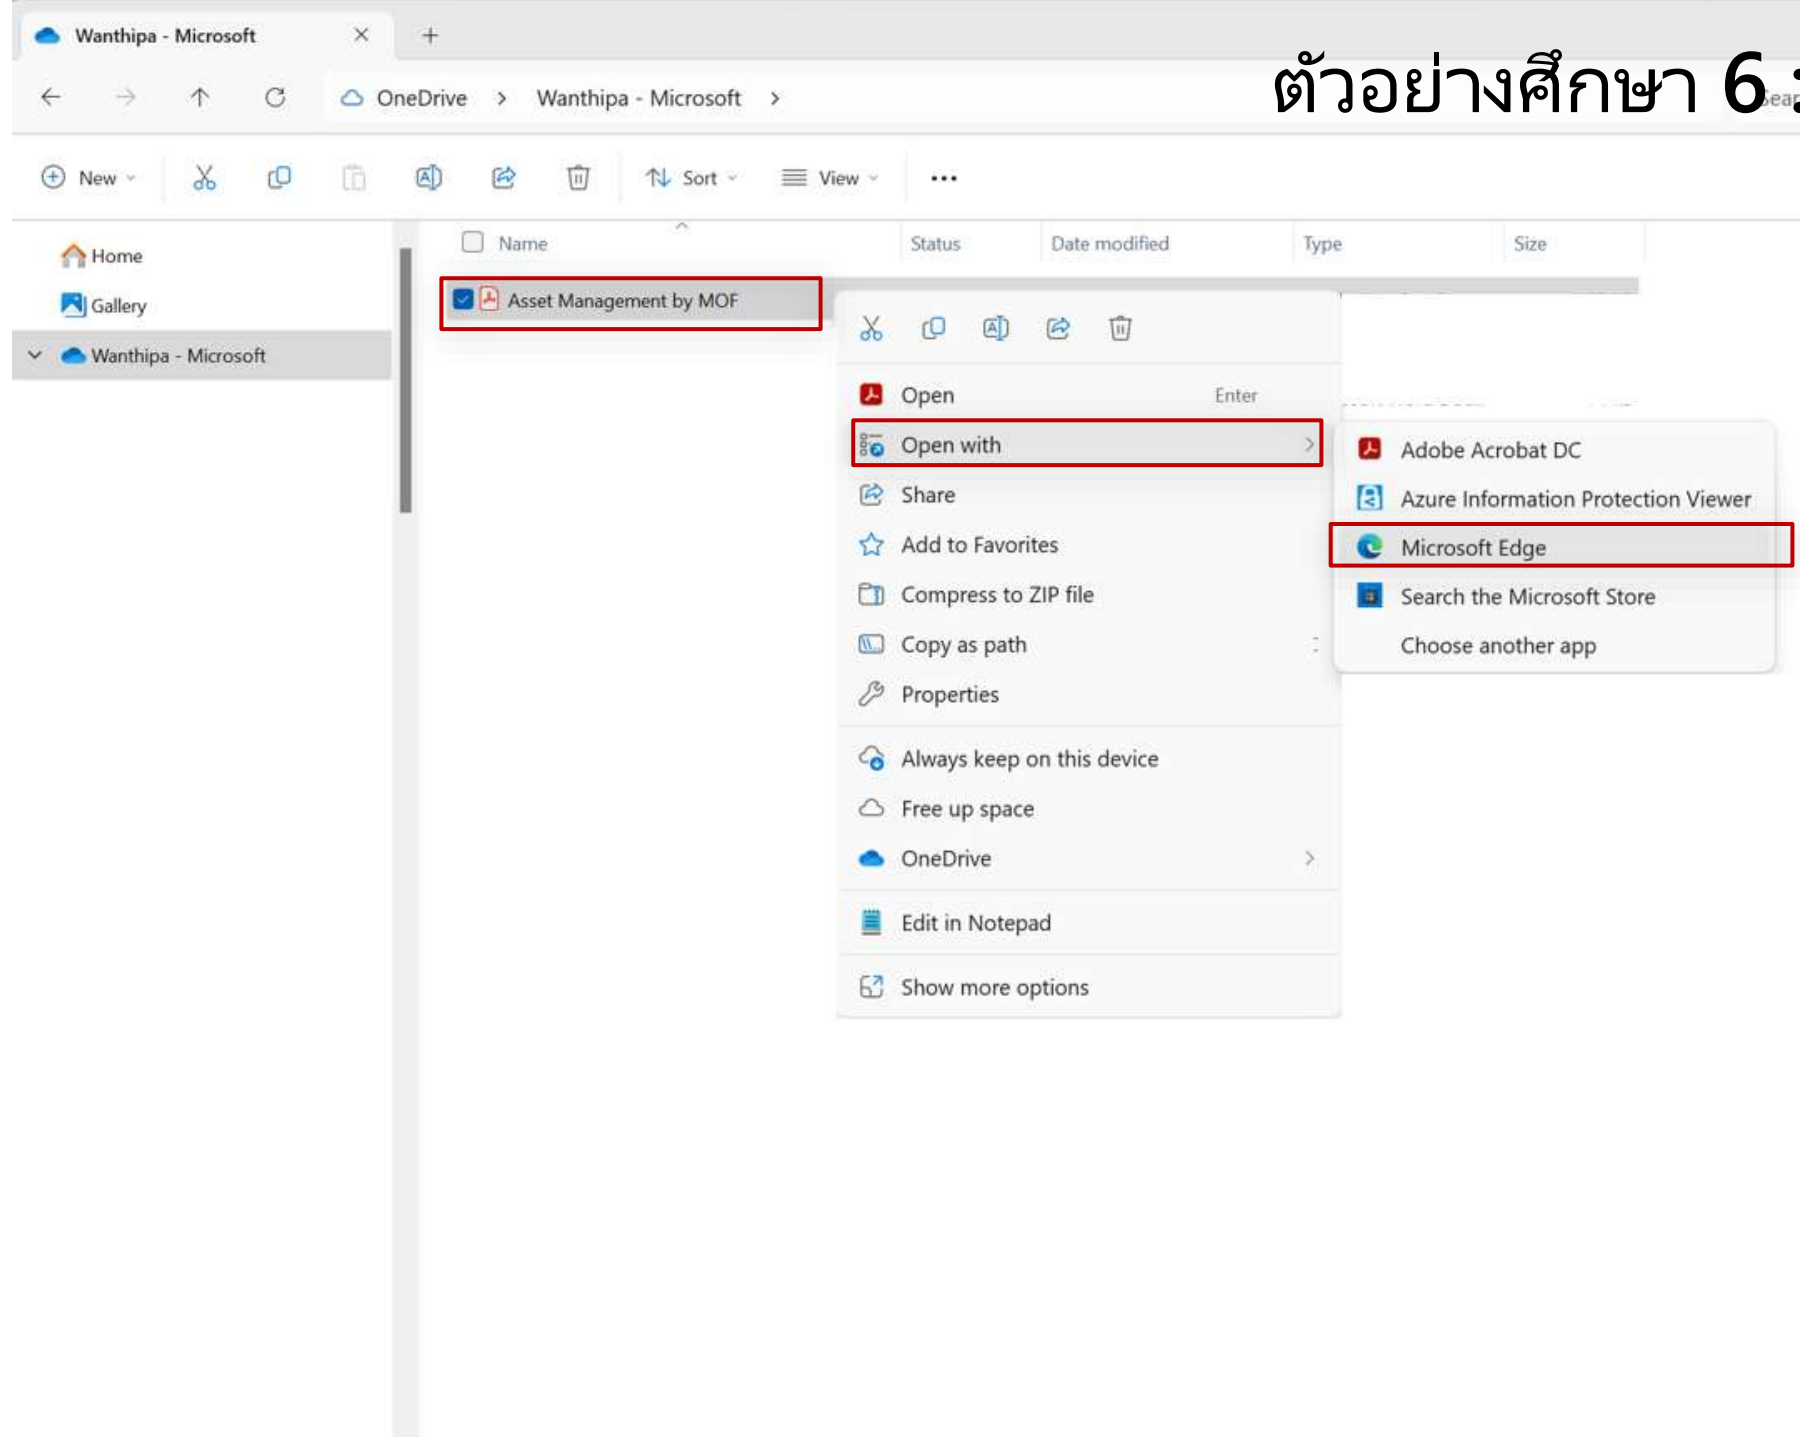 Wanthipa - Microsoft
ตัวอย่างศึกษา 6 :
OneDrive > Wanthipa - Microsoft >
New
Sort
View
Name Status Date modified Type Size
Home
Gallery
Wanthipa - Microsoft
Asset Management by MOF
Open Enter
Open with
Share
Add to Favorites
Compress to ZIP file
Copy as path
Properties
Always keep on this device
Free up space
OneDrive
Edit in Notepad
Show more options
Adobe Acrobat DC
Azure Information Protection Viewer
Microsoft Edge
Search the Microsoft Store
Choose another app